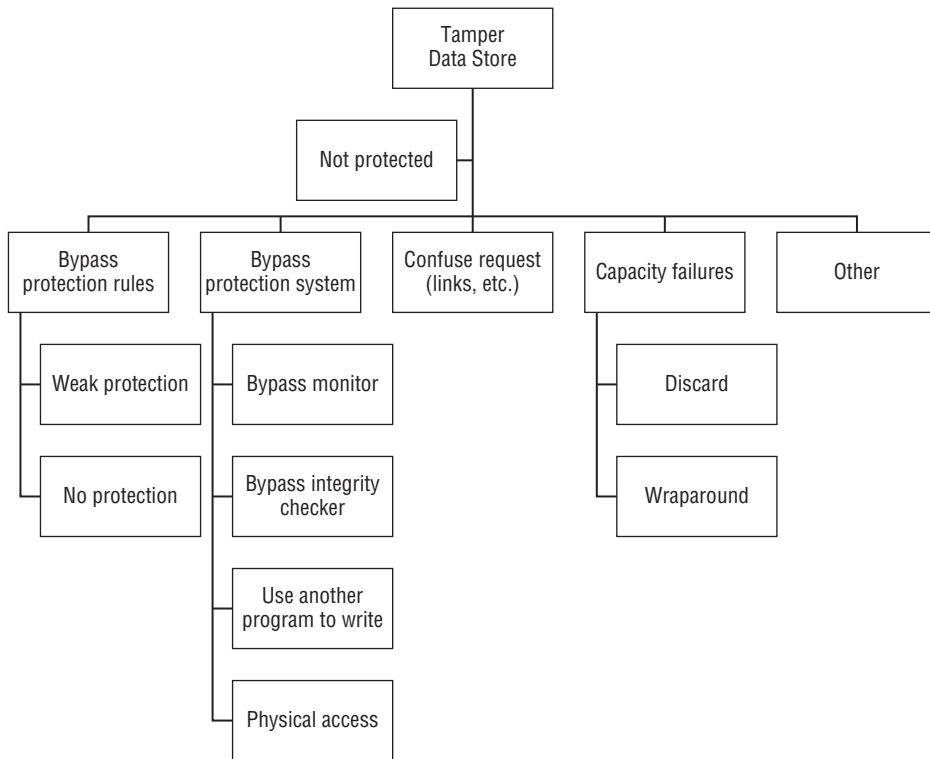 Tamper
Data Store
Not protected
Bypass
protection rules
Bypass
protection system
Confuse request
(links, etc.)
Capacity failures
Other
Weak protection
Bypass monitor
Discard
No protection
Bypass integrity
checker
Wraparound
Use another
program to write
Physical access